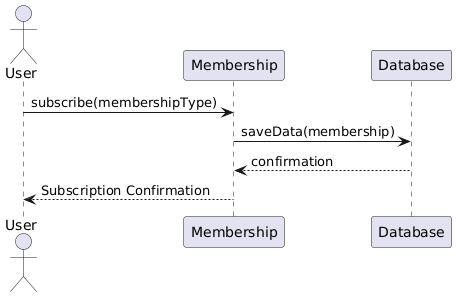 User
Membership
Database
subscribe(membershipType)
saveData(membership)
confirmation
Subscription Confirmation
User
Membership
Database